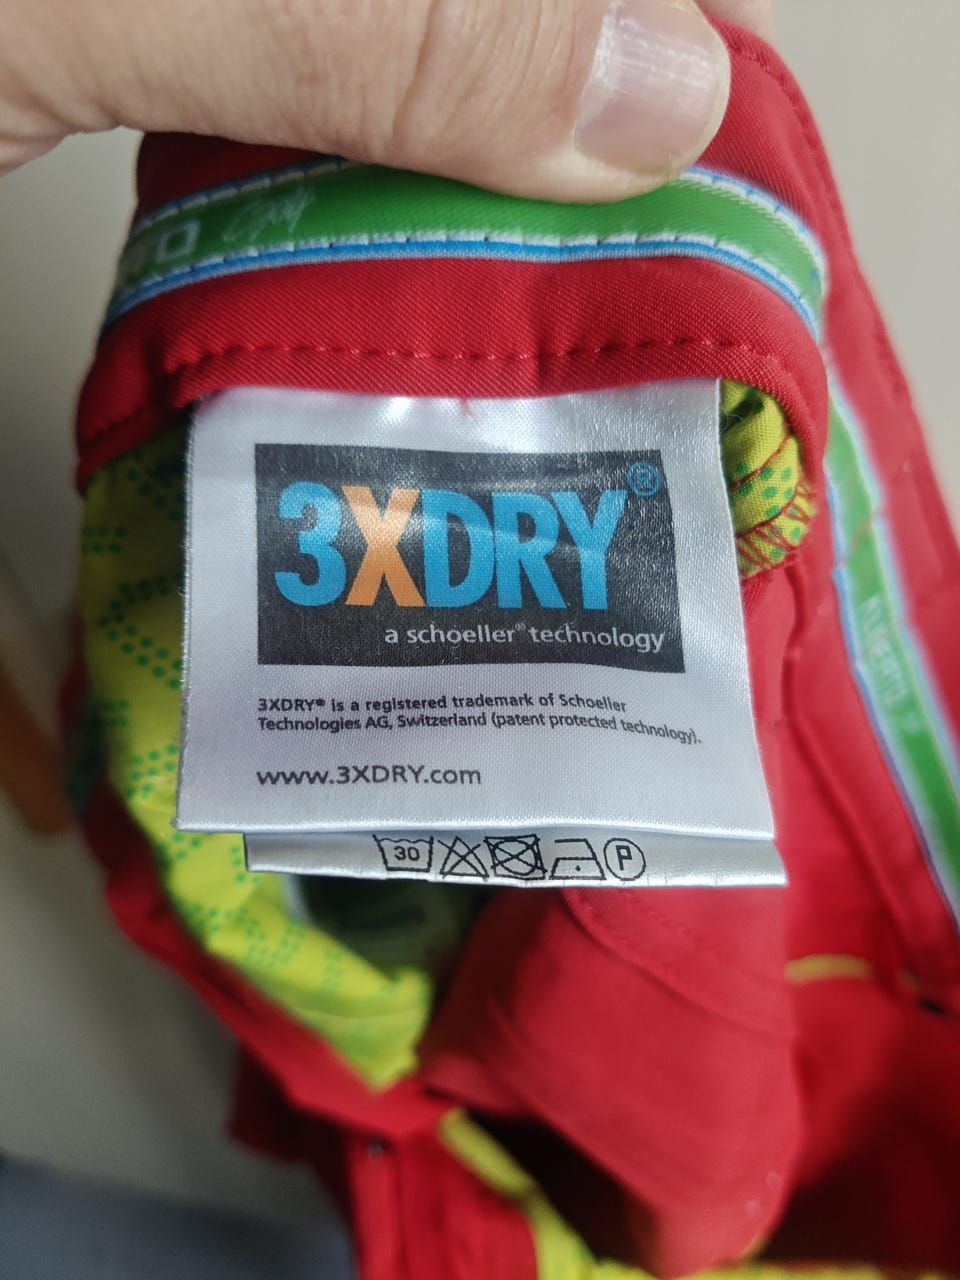 3XDRY®
a schoeller® technology
3XDRY® is a registered trademark of Schoeller
Technologies AG, Switzerland (patent protected technology).
www.3XDRY.com
30
P
ALBERTO